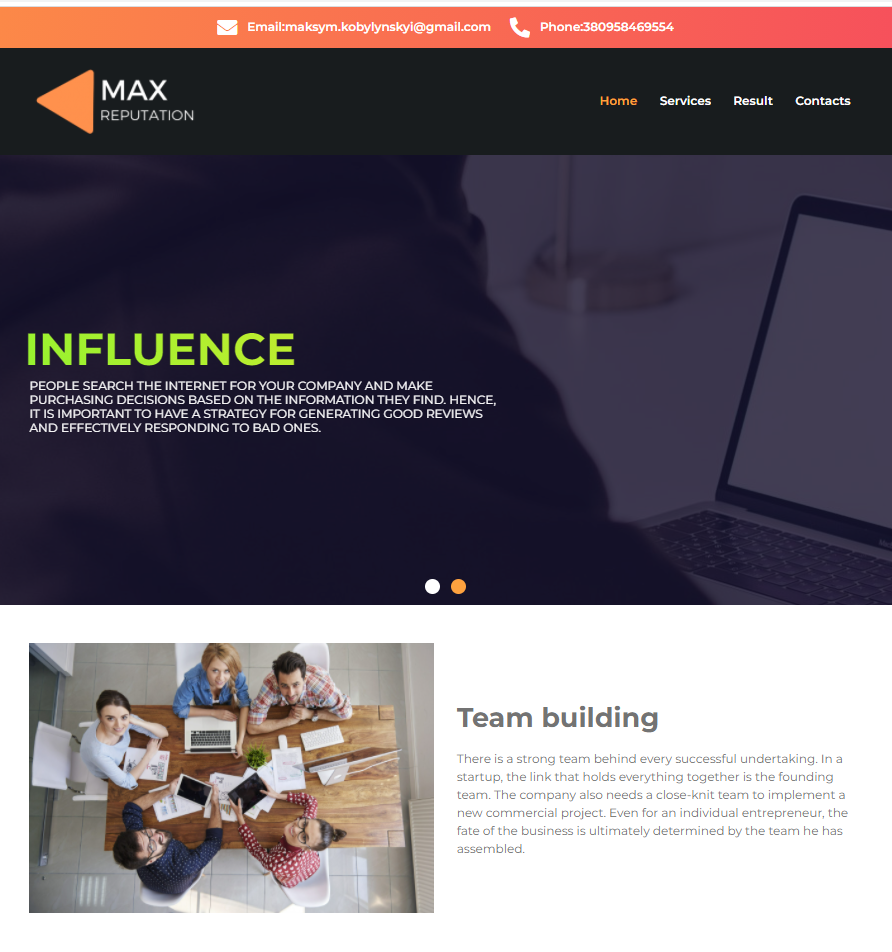 Email:maksym.kobylynskyi@gmail.com Phone:380958469554
MAX
REPUTATION
Home Services Result Contacts
INFLUENCE
PEOPLE SEARCH THE INTERNET FOR YOUR COMPANY AND MAKE
PURCHASING DECISIONS BASED ON THE INFORMATION THEY FIND. HENCE,
IT IS IMPORTANT TO HAVE A STRATEGY FOR GENERATING GOOD REVIEWS
AND EFFECTIVELY RESPONDING TO BAD ONES.
Team building
There is a strong team behind every successful undertaking. In a
startup, the link that holds everything together is the founding
team. The company also needs a close-knit team to implement a
new commercial project. Even for an individual entrepreneur, the
fate of the business is ultimately determined by the team he has
assembled.